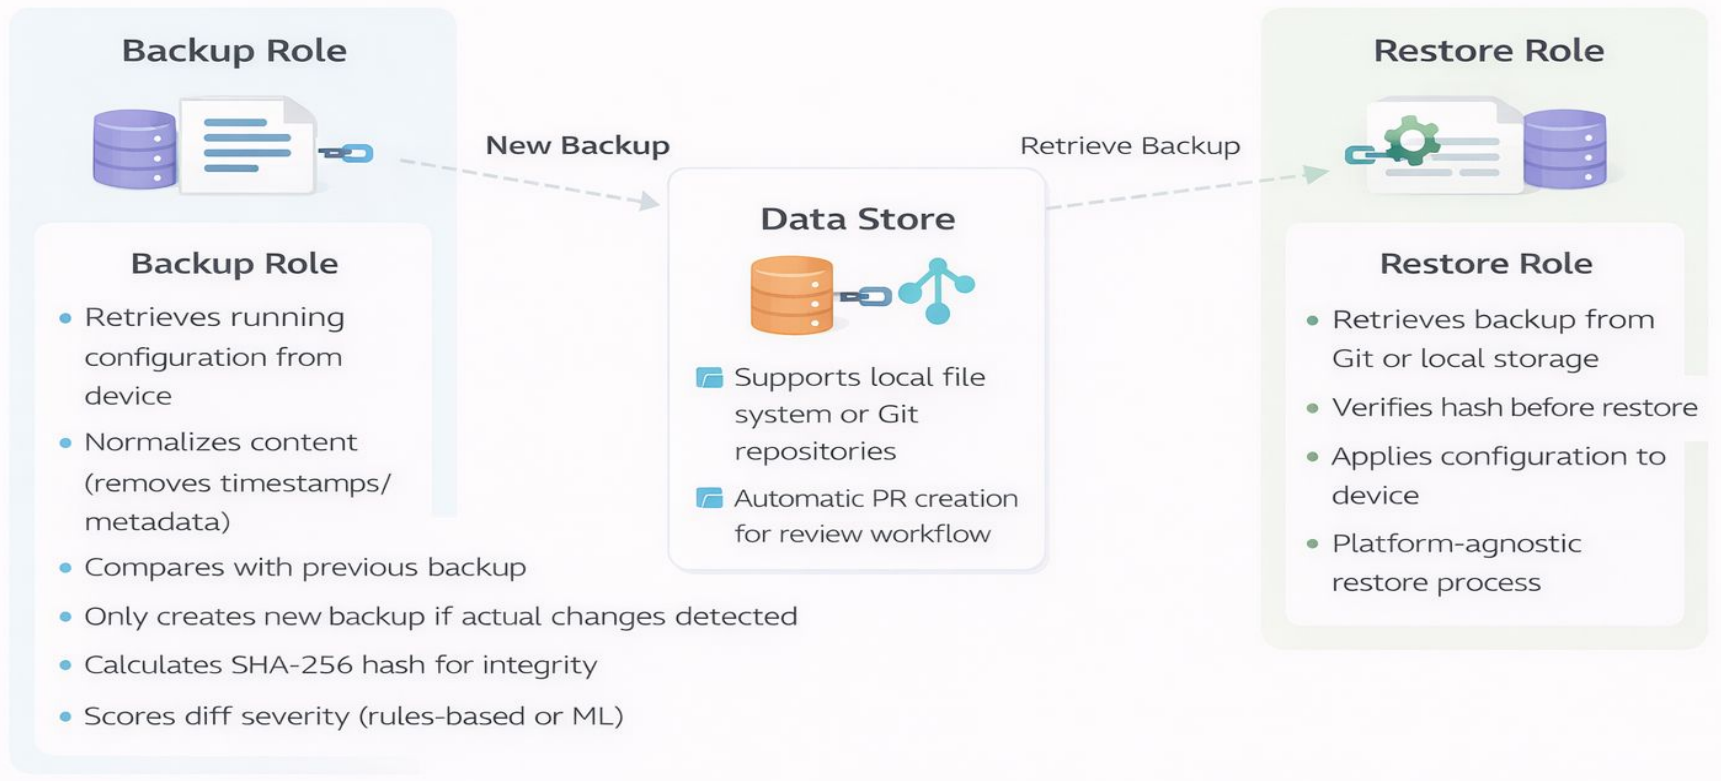 Backup Role
New Backup
Backup Role
Retrieves running
configuration from
device
Normalizes content
(removes timestamps/
metadata)
Compares with previous backup
Only creates new backup if actual changes detected
Calculates SHA-256 hash for integrity
Scores diff severity (rules-based or ML)
Data Store
Supports local file
system or Git
repositories
Automatic PR creation
for review workflow
Retrieve Backup
Restore Role
Restore Role
Retrieves backup from
Git or local storage
Verifies hash before restore
Applies configuration to
device
Platform-agnostic
restore process